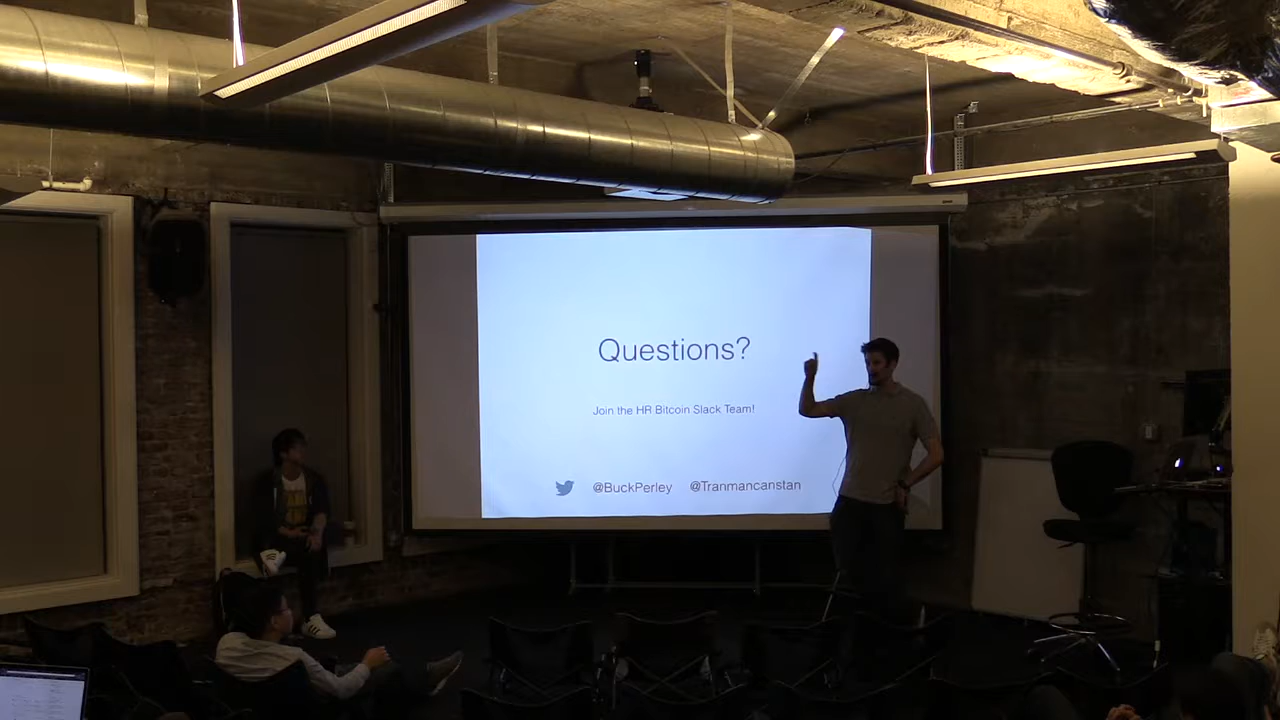 Questions?
Join the HR Bitcoin Slack Team!
@BuckPerley @Tranmancanstan